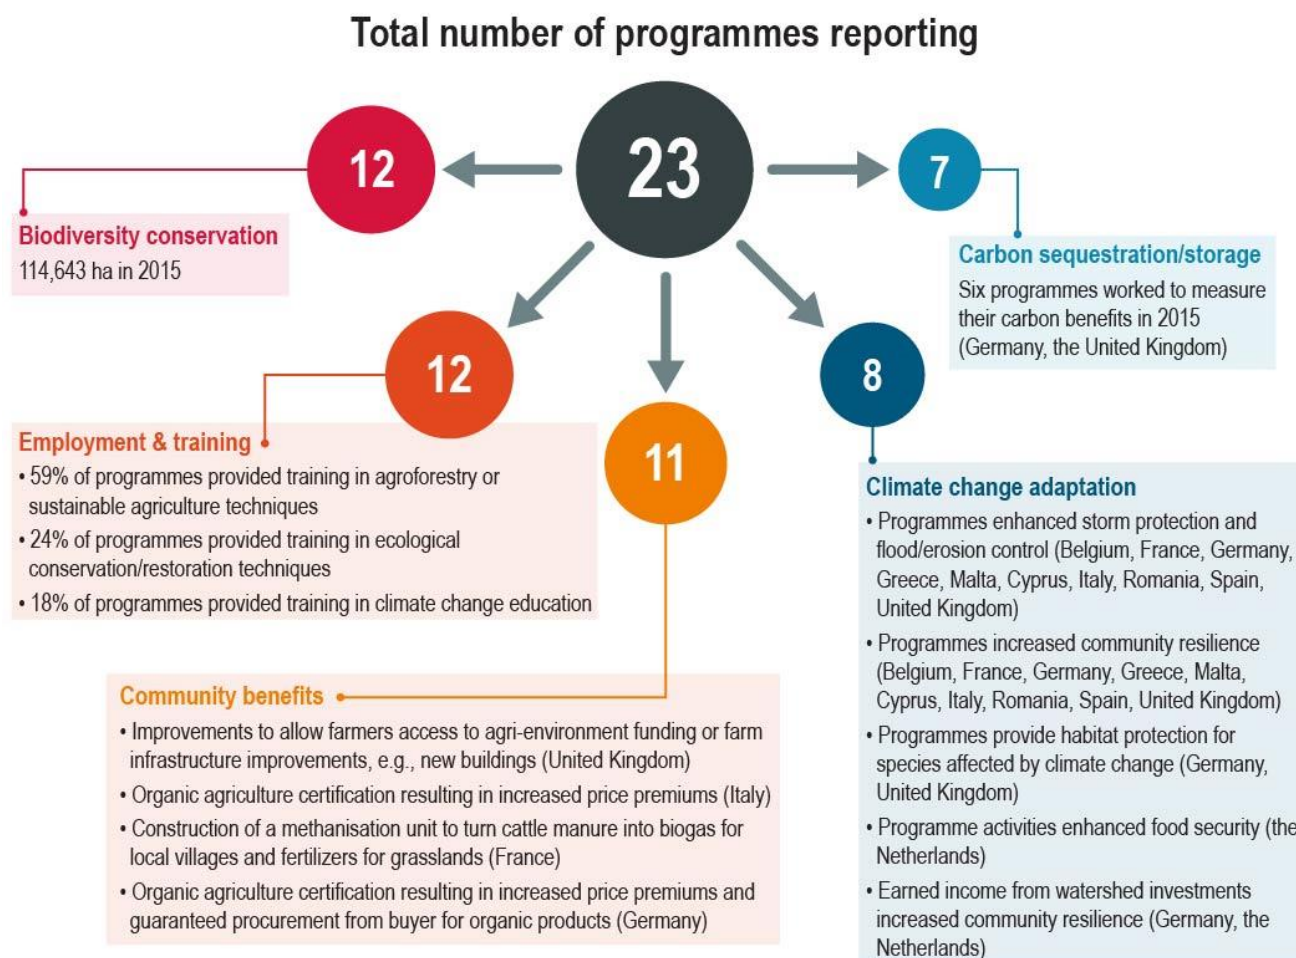 Total number of programmes reporting
23
12
Biodiversity conservation
114,643 ha in 2015
12
Employment & training
• 59% of programmes provided training in agroforestry or
sustainable agriculture techniques
• 24% of programmes provided training in ecological
conservation/restoration techniques
• 18% of programmes provided training in climate change education
11
Community benefits
• Improvements to allow farmers access to agri-environment funding or farm
infrastructure improvements, e.g., new buildings (United Kingdom)
• Organic agriculture certification resulting in increased price premiums (Italy)
• Construction of a methanisation unit to turn cattle manure into biogas for
local villages and fertilizers for grasslands (France)
• Organic agriculture certification resulting in increased price premiums and
guaranteed procurement from buyer for organic products (Germany)
8
Climate change adaptation
• Programmes enhanced storm protection and
flood/erosion control (Belgium, France, Germany,
Greece, Malta, Cyprus, Italy, Romania, Spain,
United Kingdom)
• Programmes increased community resilience
(Belgium, France, Germany, Greece, Malta,
Cyprus, Italy, Romania, Spain, United Kingdom)
• Programmes provide habitat protection for
species affected by climate change (Germany,
United Kingdom)
• Programme activities enhanced food security (the
Netherlands)
• Earned income from watershed investments
increased community resilience (Germany, the
Netherlands)
7
Carbon sequestration/storage
Six programmes worked to measure
their carbon benefits in 2015
(Germany, the United Kingdom)